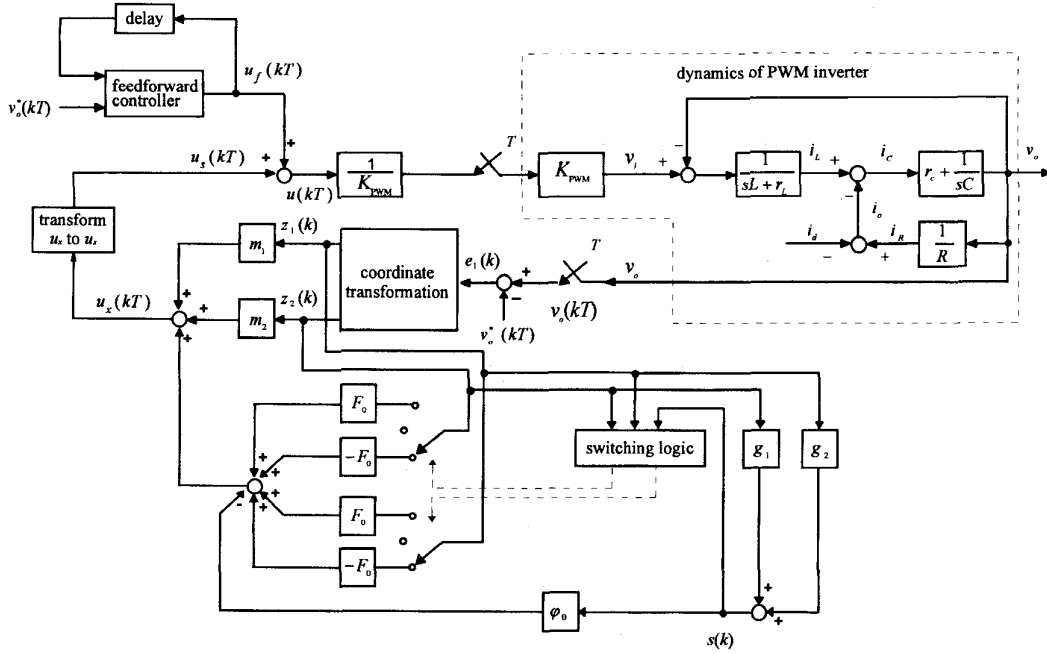 delay
feedforward
controller
u_f(kT)
v_o^*(kT)
dynamics of PWM inverter
u_s(kT)
+
+
u(kT)
1
K_PWM
T
K_PWM
v_i
+
−
1
sL + r_L
i_L
+
−
i_C
r_c + 1
sC
v_o
i_o
i_d
−
i_R
+
1
R
transform
u_x to u_s
m_1
z_1(k)
coordinate
transformation
e_1(k)
+
−
T
v_o
v_o(kT)
v_o^*(kT)
u_x(kT)
+
+
+
m_2
z_2(k)
F_0
-F_0
F_0
-F_0
+
+
+
+
-
switching logic
g_1
g_2
φ_0
+
+
s(k)